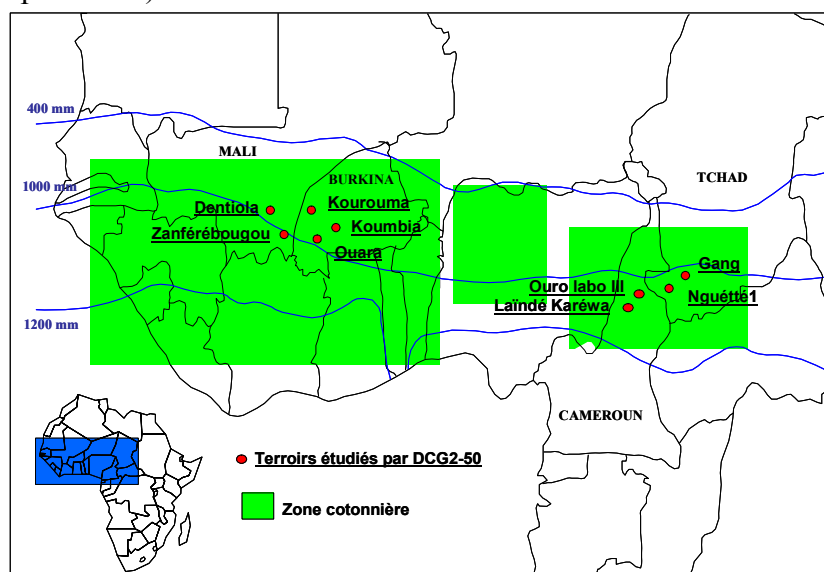 400 mm
MALI
1000 mm
BURKINA
TCHAD
Dentiola
Kourouma
Zanférébougou
Koumbia
Ouara
Gang
Ouro labo III
Nguétté1
Laïndé Karéwa
1200 mm
CAMEROUN
Terroirs étudiés par DCG2-50
Zone cotonnière